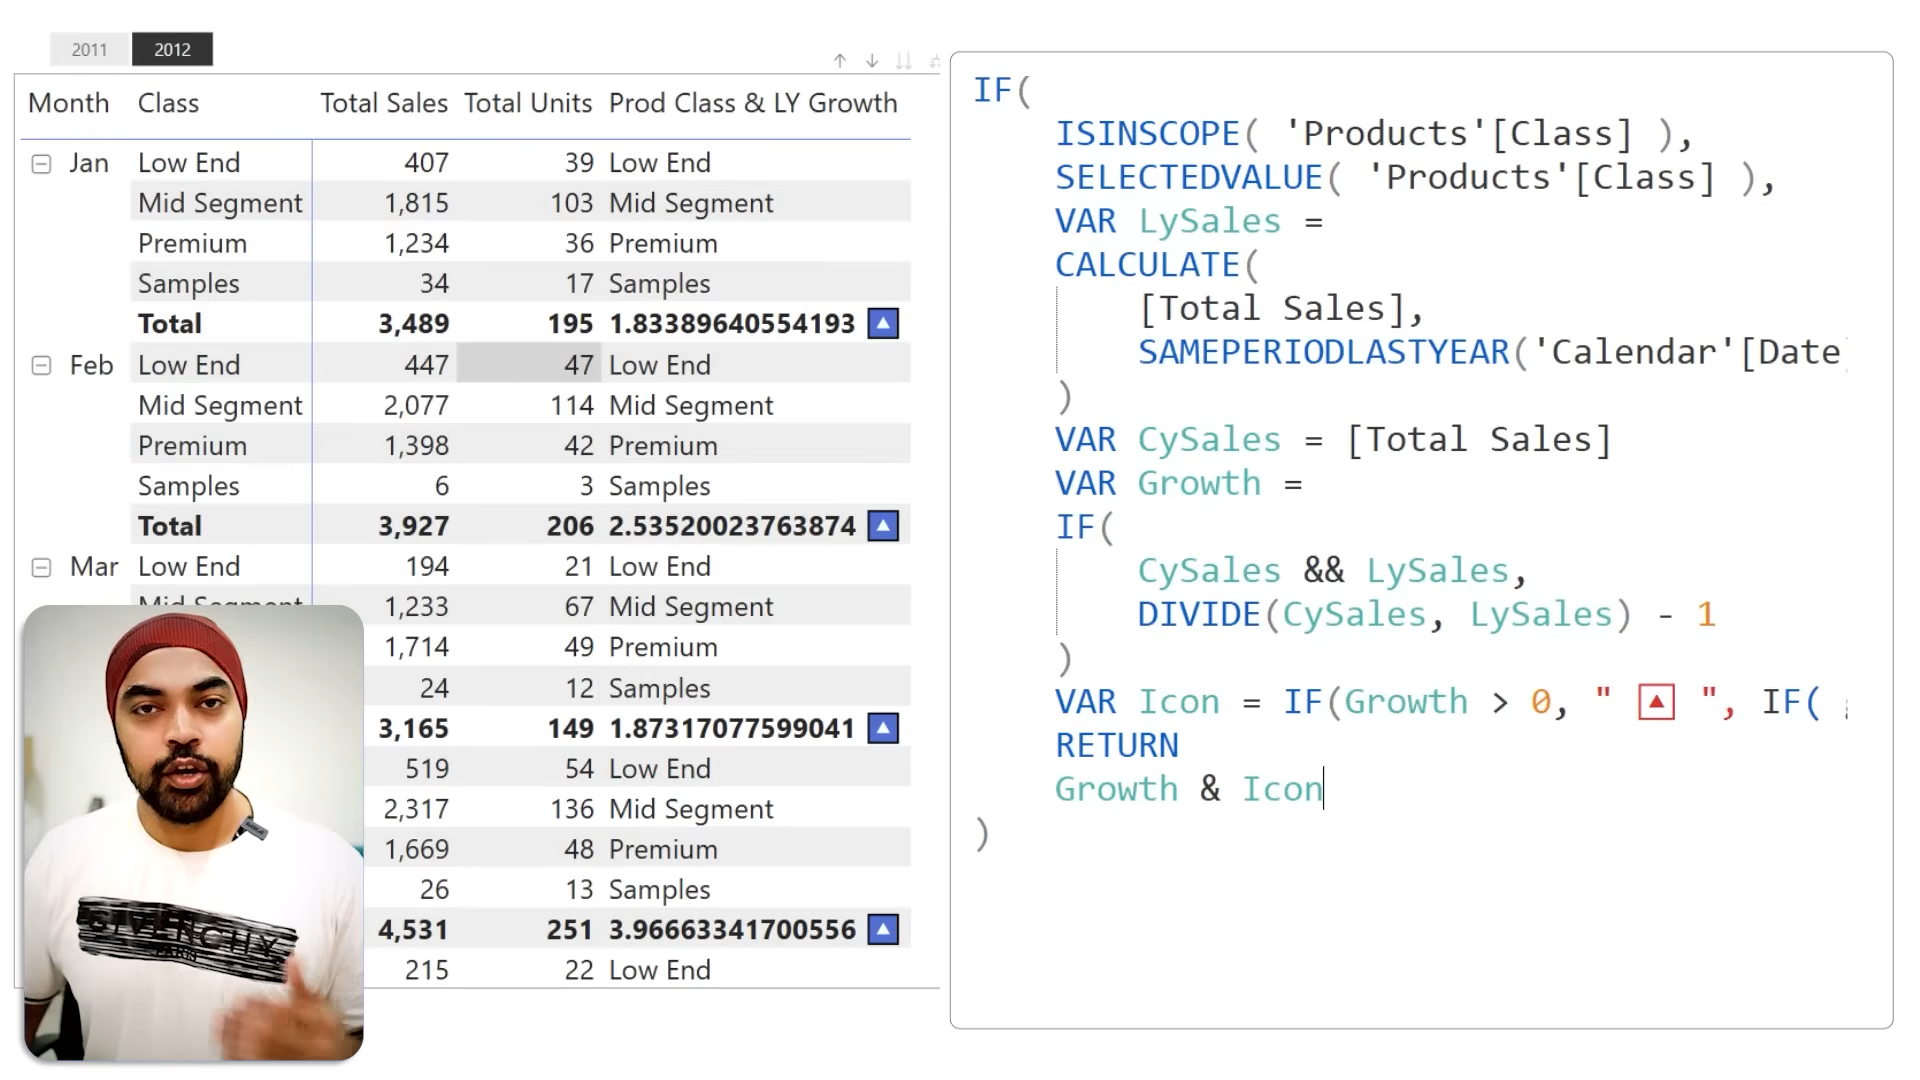 2011 2012
Month Class Total Sales Total Units Prod Class & LY Growth
Jan Low End 407 39 Low End
Mid Segment 1,815 103 Mid Segment
Premium 1,234 36 Premium
Samples 34 17 Samples
Total 3,489 195 1.83389640554193 🔼
Feb Low End 447 47 Low End
Mid Segment 2,077 114 Mid Segment
Premium 1,398 42 Premium
Samples 6 3 Samples
Total 3,927 206 2.53520023763874 🔼
Mar Low End 194 21 Low End
Mid Segment 1,233 67 Mid Segment
1,714 49 Premium
24 12 Samples
3,165 149 1.87317077599041 🔼
519 54 Low End
2,317 136 Mid Segment
1,669 48 Premium
26 13 Samples
4,531 251 3.96663341700556 🔼
215 22 Low End
GIVENCHY
PARIS
IF(
ISINSCOPE( 'Products'[Class] ),
SELECTEDVALUE( 'Products'[Class] ),
VAR LySales =
CALCULATE(
[Total Sales],
SAMEPERIODLASTYEAR('Calendar'[Date
)
VAR CySales = [Total Sales]
VAR Growth =
IF(
CySales && LySales,
DIVIDE(CySales, LySales) - 1
)
VAR Icon = IF(Growth > 0, " 🔼 ", IF(
RETURN
Growth & Icon
)